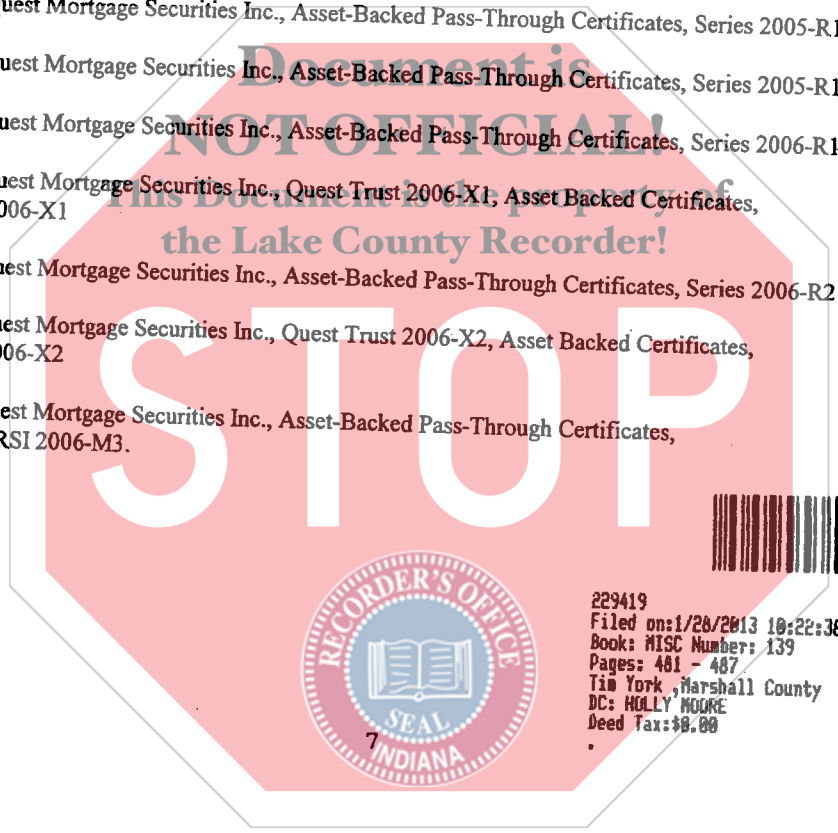 uest Mortgage Securities Inc., Asset-Backed Pass-Through Certificates, Series 2005-R1
Document is
uest Mortgage Securities Inc., Asset-Backed Pass-Through Certificates, Series 2005-R1
NOT OFFICIAL!
uest Mortgage Securities Inc., Asset-Backed Pass-Through Certificates, Series 2006-R1
uest Mortgage Securities Inc., Quest Trust 2006-X1, Asset Backed Certificates,
This Document is the property of
006-X1
the Lake County Recorder!
uest Mortgage Securities Inc., Asset-Backed Pass-Through Certificates, Series 2006-R2
uest Mortgage Securities Inc., Quest Trust 2006-X2, Asset Backed Certificates,
006-X2
STOP
est Mortgage Securities Inc., Asset-Backed Pass-Through Certificates,
RSI 2006-M3.
229419
Filed on:1/28/2013 10:22:38
Book: MISC Number: 139
Pages: 481 - 487
Tim York ,Marshall County
DC: HOLLY MOORE
Deed Tax:$0.00
RECORDER'S OFFICE
SEAL
INDIANA
7